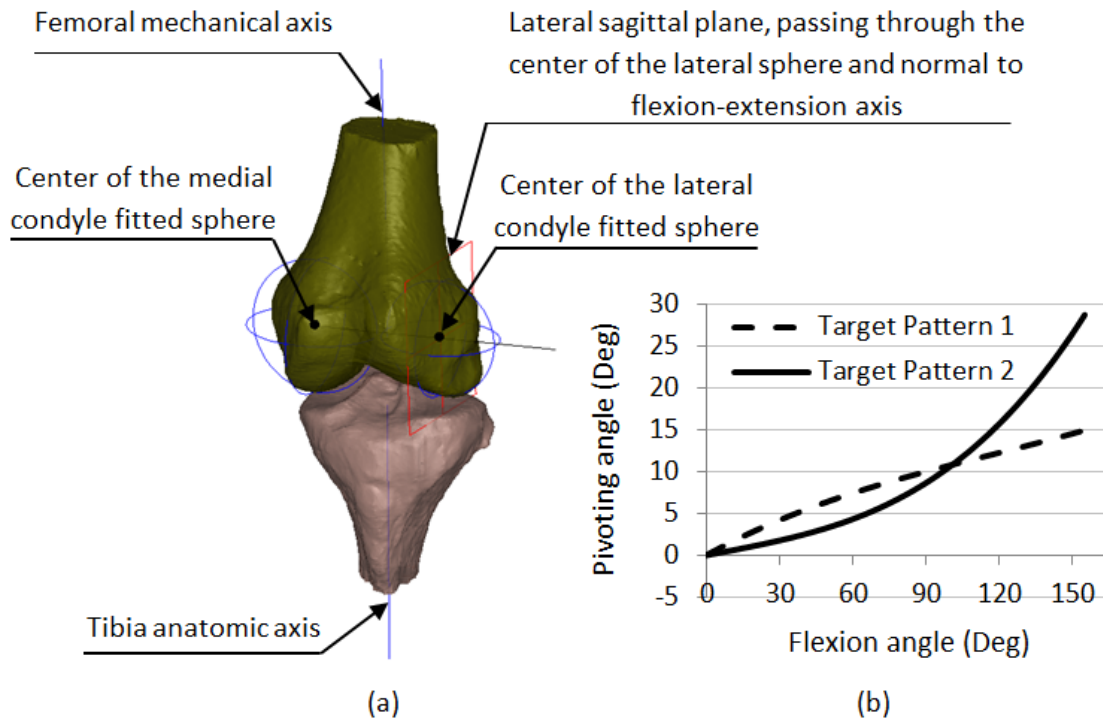 Femoral mechanical axis
Lateral sagittal plane, passing through the
center of the lateral sphere and normal to
flexion-extension axis
Center of the medial
condyle fitted sphere
Center of the lateral
condyle fitted sphere
Tibia anatomic axis
(a)
30
25
20
15
10
5
0
-5
Pivoting angle (Deg)
Target Pattern 1
Target Pattern 2
0 30 60 90 120 150
Flexion angle (Deg)
(b)